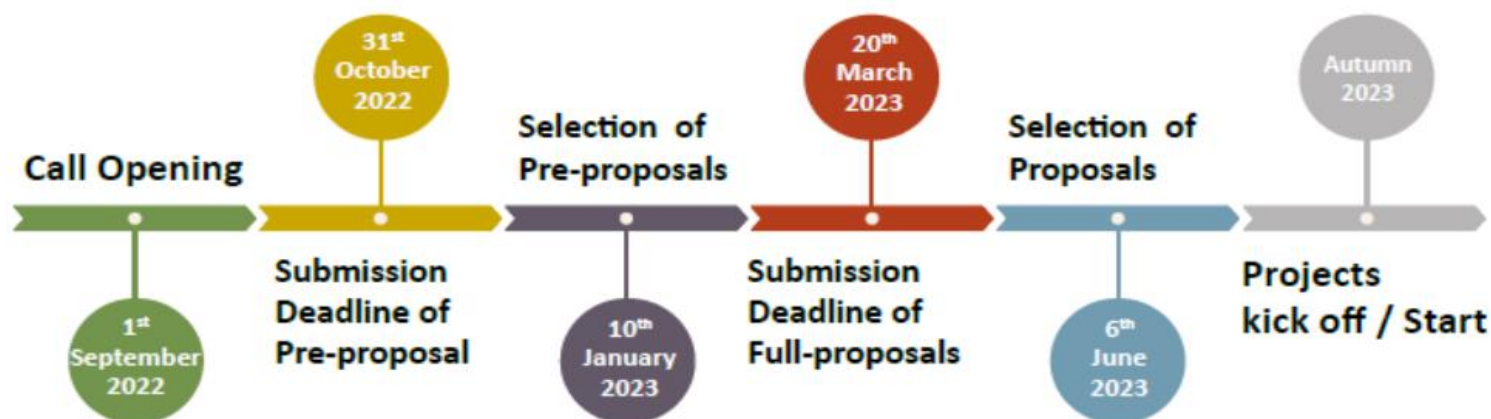 Call Opening
1st
September
2022
31st
October
2022
Submission
Deadline of
Pre-proposal
Selection of
Pre-proposals
10th
January
2023
20th
March
2023
Submission
Deadline of
Full-proposals
Selection of
Proposals
6th
June
2023
Autumn
2023
Projects
kick off / Start